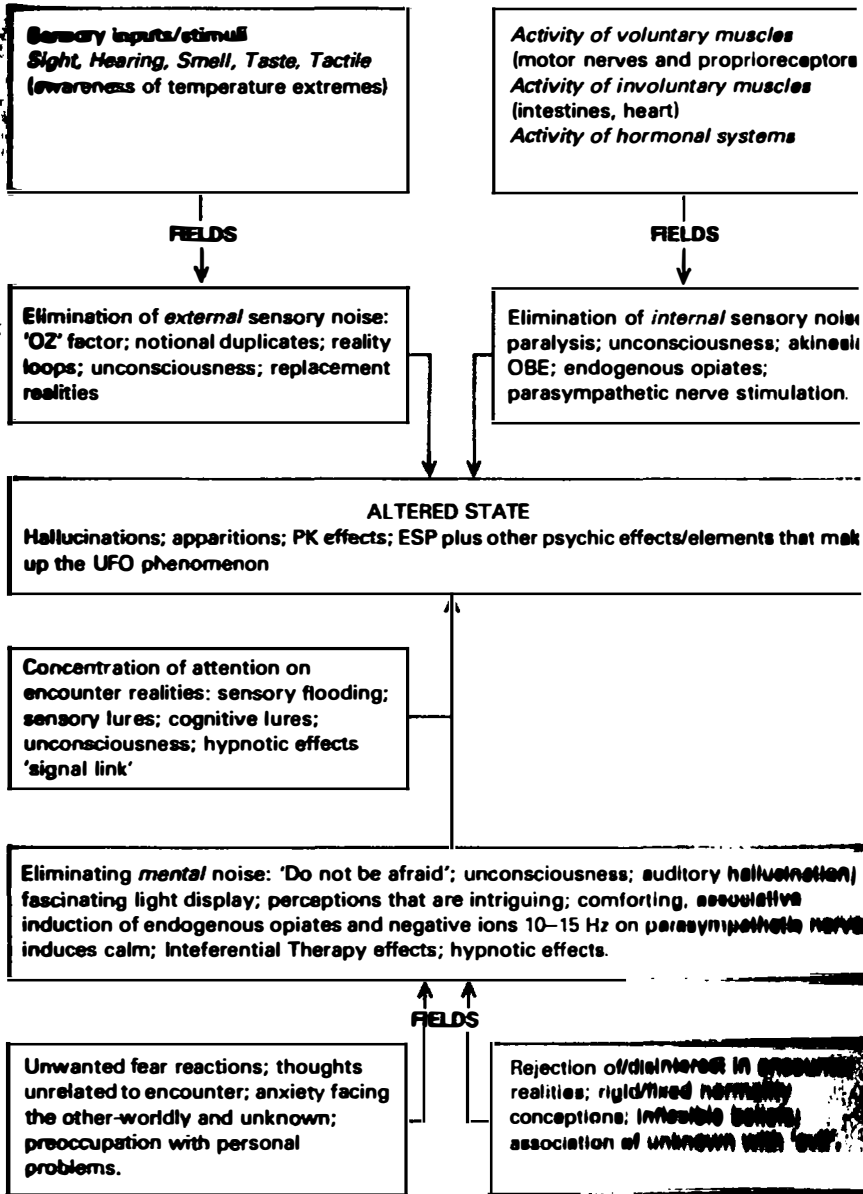 Sensory inputs/stimuli
Sight, Hearing, Smell, Taste, Tactile
(awareness of temperature extremes)
Activity of voluntary muscles
(motor nerves and proprioreceptors
Activity of involuntary muscles
(intestines, heart)
Activity of hormonal systems
FIELDS
FIELDS
Elimination of external sensory noise:
'OZ' factor; notional duplicates; reality
loops; unconsciousness; replacement
realities
Elimination of internal sensory noise
paralysis; unconsciousness; akinesia
OBE; endogenous opiates;
parasympathetic nerve stimulation.
ALTERED STATE
Hallucinations; apparitions; PK effects; ESP plus other psychic effects/elements that mak
up the UFO phenomenon
Concentration of attention on
encounter realities: sensory flooding;
sensory lures; cognitive lures;
unconsciousness; hypnotic effects
'signal link'
Eliminating mental noise: 'Do not be afraid'; unconsciousness; auditory hallucination;
fascinating light display; perceptions that are intriguing; comforting,
induction of endogenous opiates and negative ions 10–15 Hz on parasympathetic nerve
induces calm; Inteferential Therapy effects; hypnotic effects.
FIELDS
Unwanted fear reactions; thoughts
unrelated to encounter; anxiety facing
the other-worldly and unknown;
preoccupation with personal
problems.
Rejection of/disinterest in encounter
realities; rigid/fixed normality
conceptions; inflexible beliefs;
association of unknown with 'evil'.